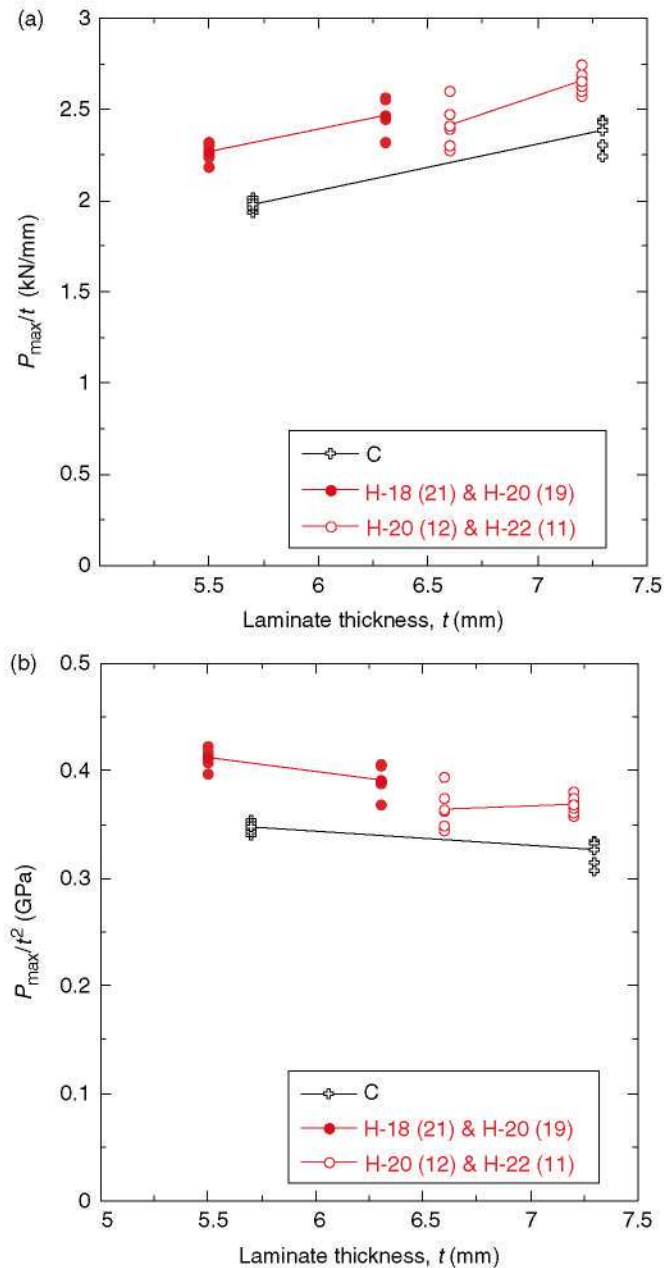 (a)
3
2.5
2
1.5
1
0.5
0
P_max/t (kN/mm)
C
H-18 (21) & H-20 (19)
H-20 (12) & H-22 (11)
5.5 6 6.5 7 7.5
Laminate thickness, t (mm)
(b)
0.5
0.4
0.3
0.2
0.1
0
P_max/t² (GPa)
C
H-18 (21) & H-20 (19)
H-20 (12) & H-22 (11)
5 5.5 6 6.5 7 7.5
Laminate thickness, t (mm)